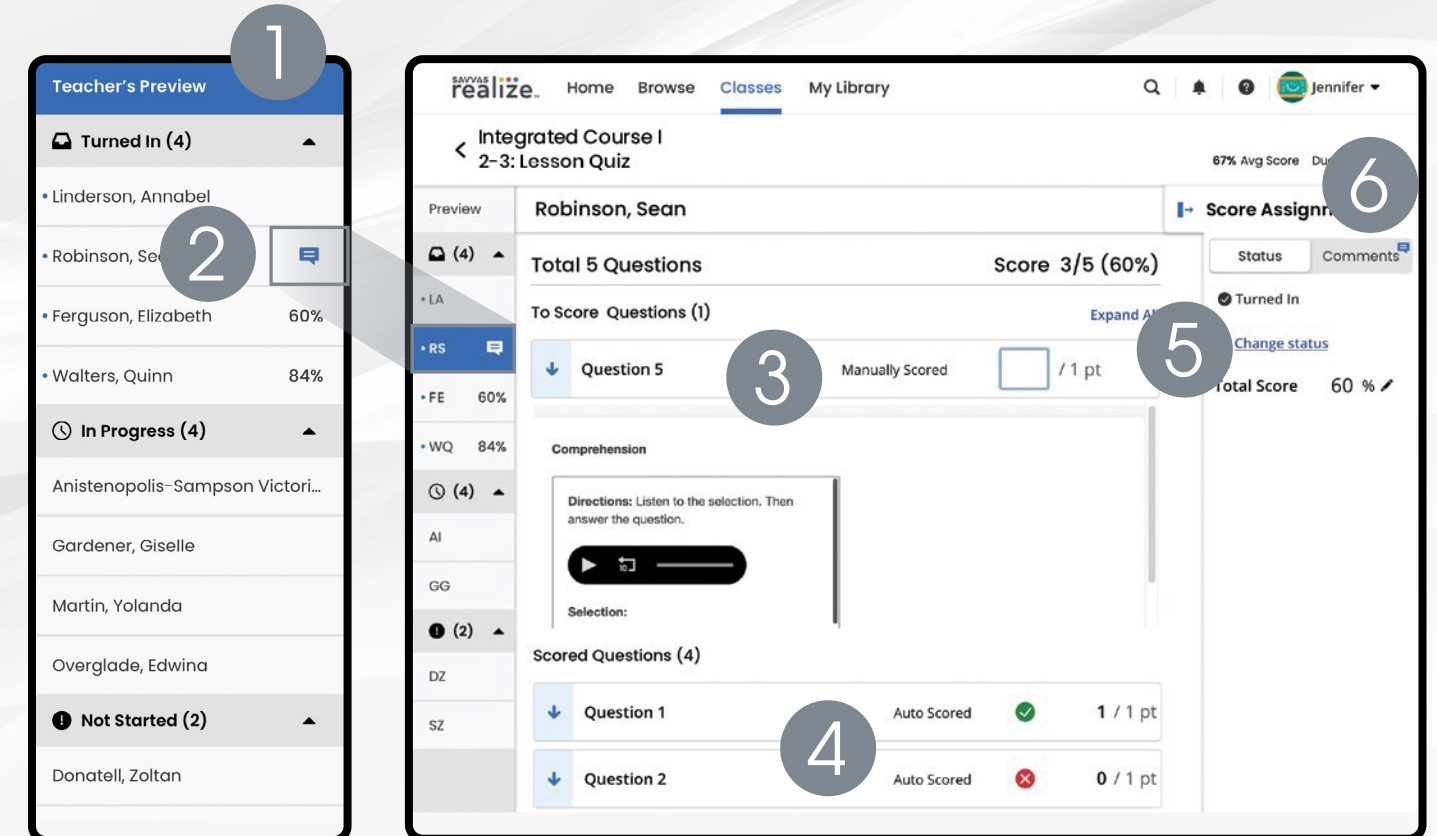 1
Teacher's Preview
Turned In (4)
Linderson, Annabel
Robinson, 2
Ferguson, Elizabeth 60%
Walters, Quinn 84%
In Progress (4)
Anistenopolis-Sampson Victori...
Gardener, Giselle
Martin, Yolanda
Overglade, Edwina
Not Started (2)
Donatell, Zoltan
SAVVAS realize. Home Browse Classes My Library Jennifer
Integrated Course I
2-3: Lesson Quiz
67% Avg Score
6
Preview
(4)
LA
RS
FE 60%
WQ 84%
(4)
AI
GG
(2)
DZ
SZ
Robinson, Sean
Total 5 Questions Score 3/5 (60%)
To Score Questions (1) Expand
Question 5 3 Manually Scored / 1 pt
Comprehension
Directions: Listen to the selection. Then
answer the question.
10
Selection:
Scored Questions (4)
Question 1 Auto Scored 1 / 1 pt
4
Question 2 Auto Scored 0 / 1 pt
Score
Status Comments
Turned In
5
Change status
Total Score 60 %